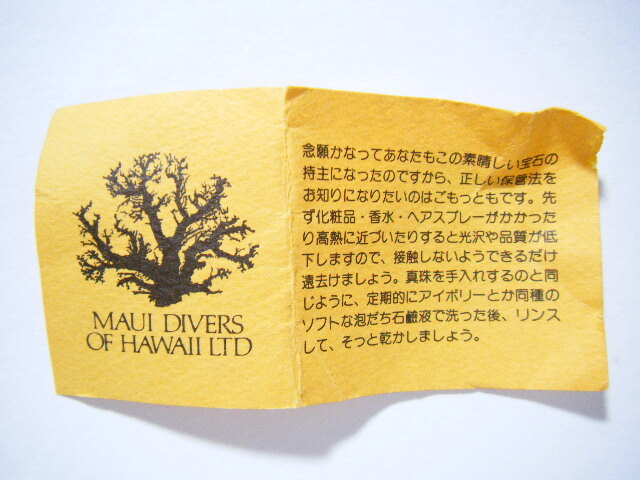 MAUI DIVERS
OF HAWAII LTD
念願かなってあなたもこの素晴しい宝石の
持主になったのですから、正しい保管法を
お知りになりたいのはごもっともです。先
ず化粧品・香水・ヘアスプレーがかかった
り高熱に近づいたりすると光沢や品質が低
下しますので、接触しないようできるだけ
遠去けましょう。真珠を手入れするのと同
じように、定期的にアイボリーとか同種の
ソフトな泡だち石鹸液で洗った後、リンス
して、そっと乾かしましょう。